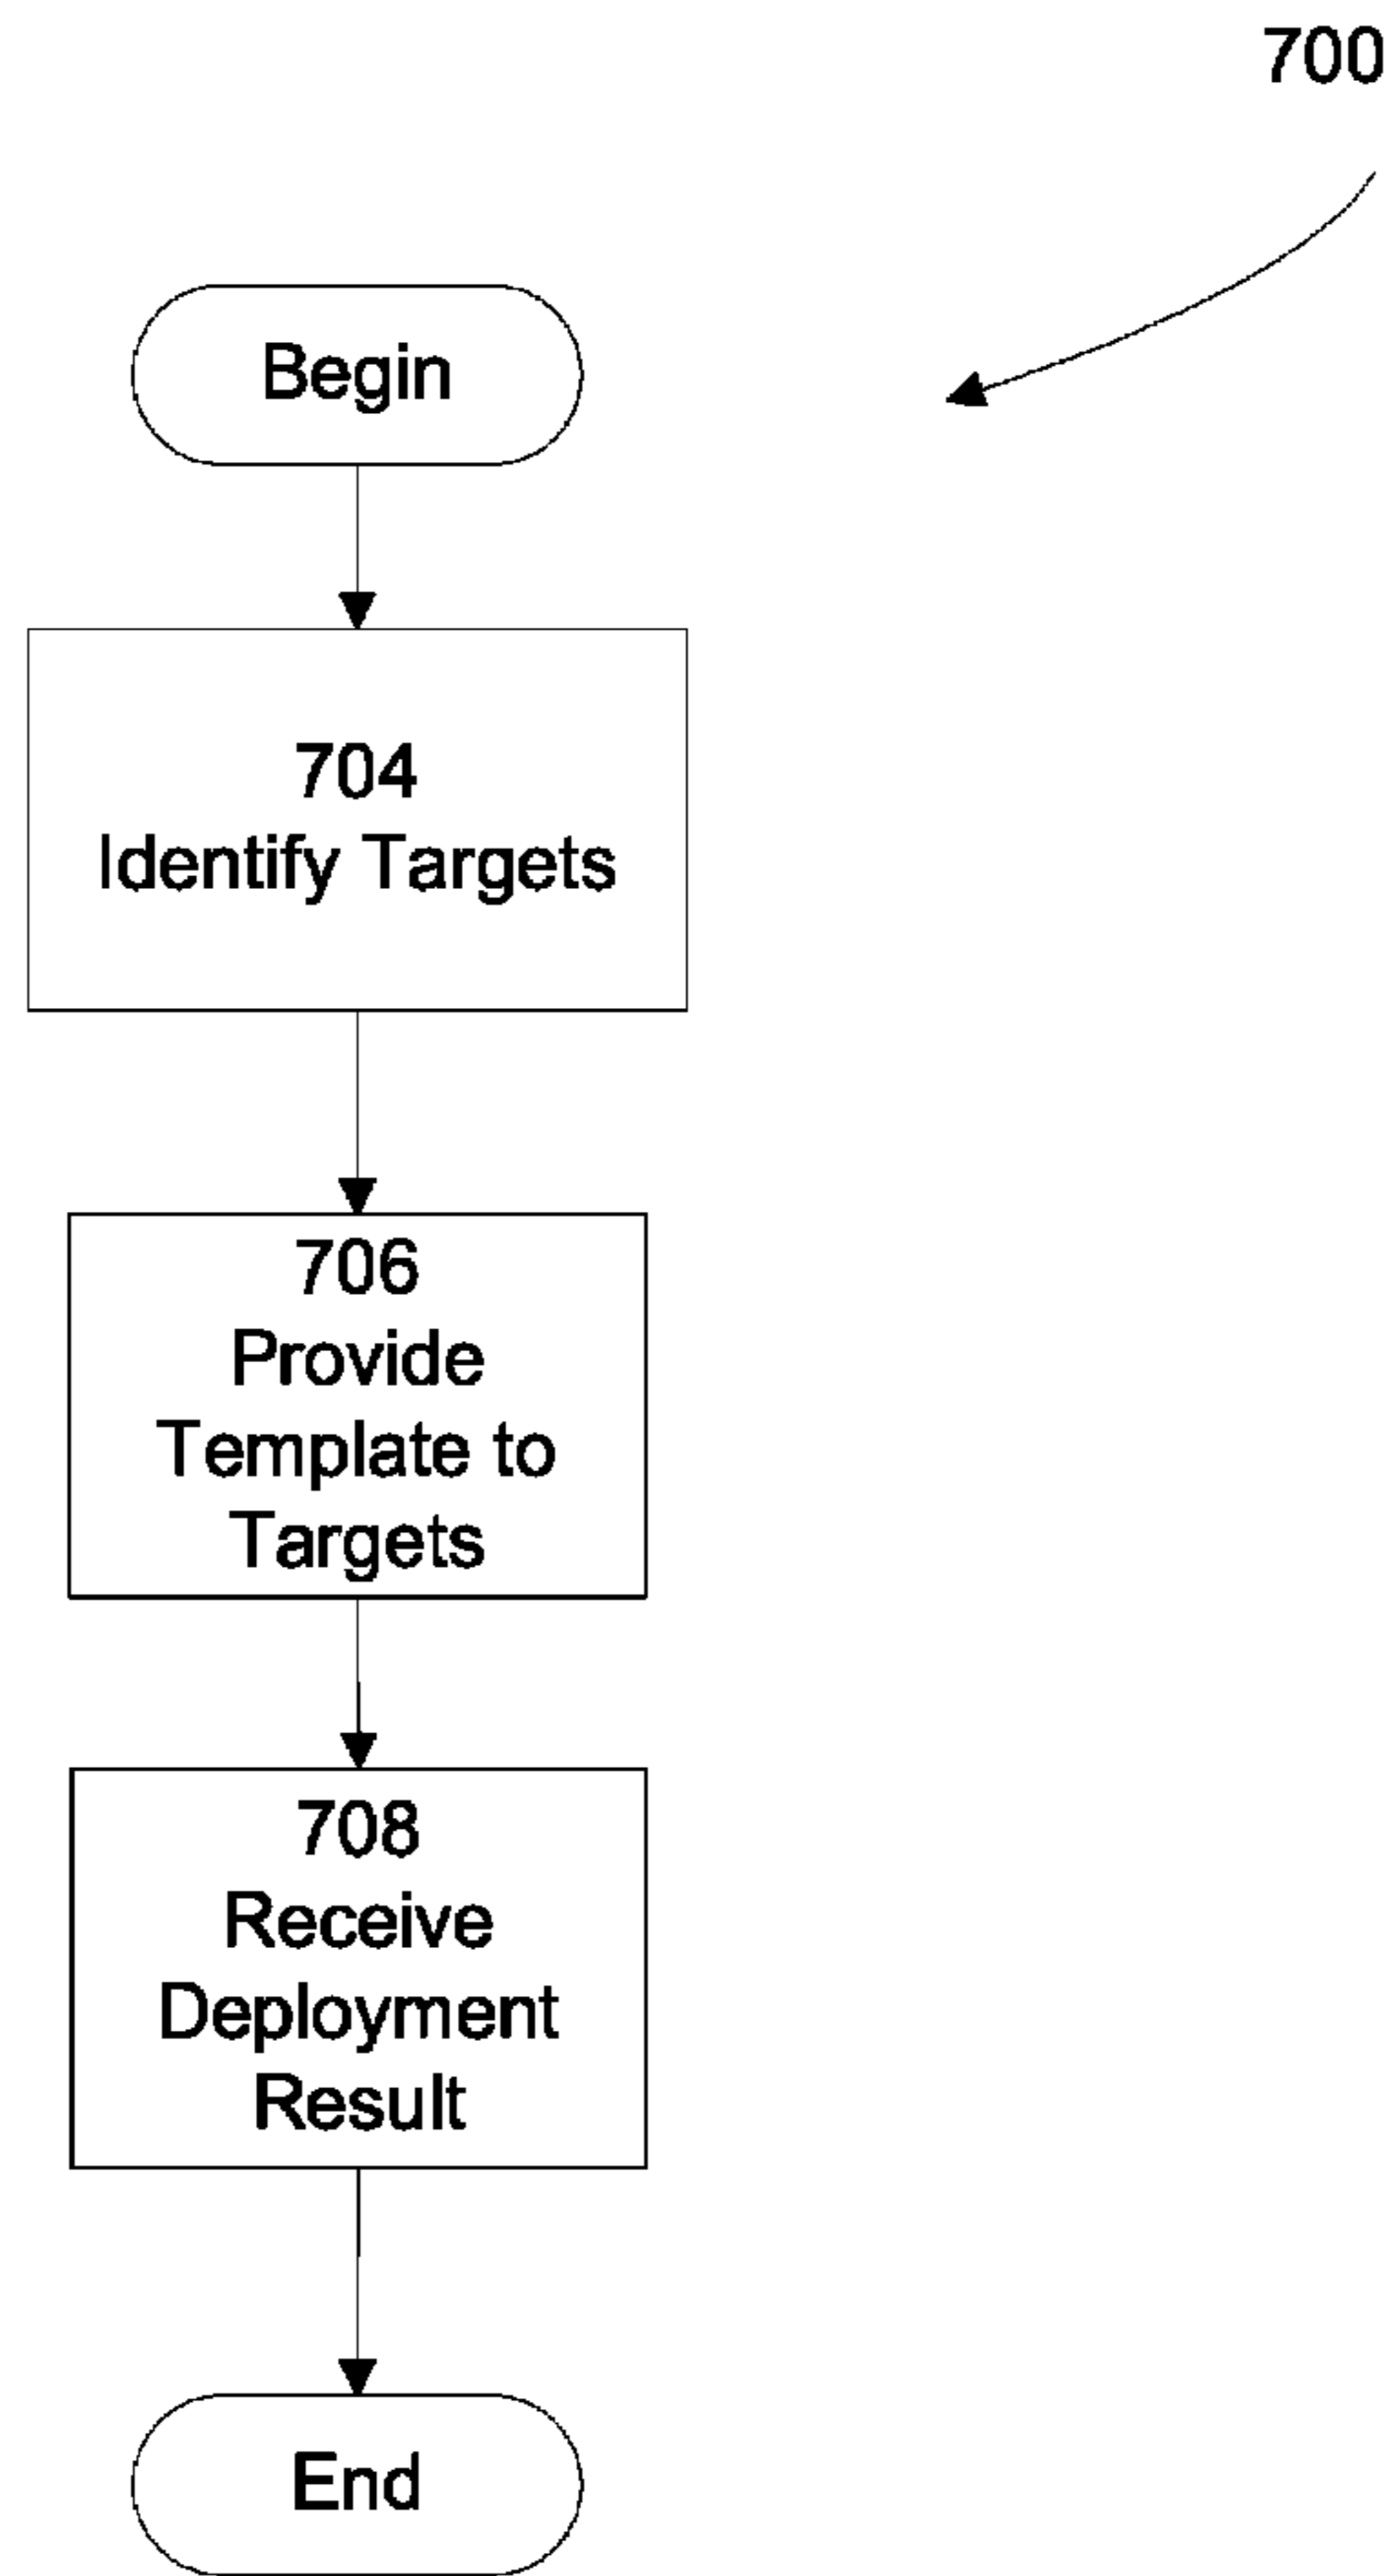 700
Begin
704
Identify Targets
706
Provide
Template to
Targets
708
Receive
Deployment
Result
End